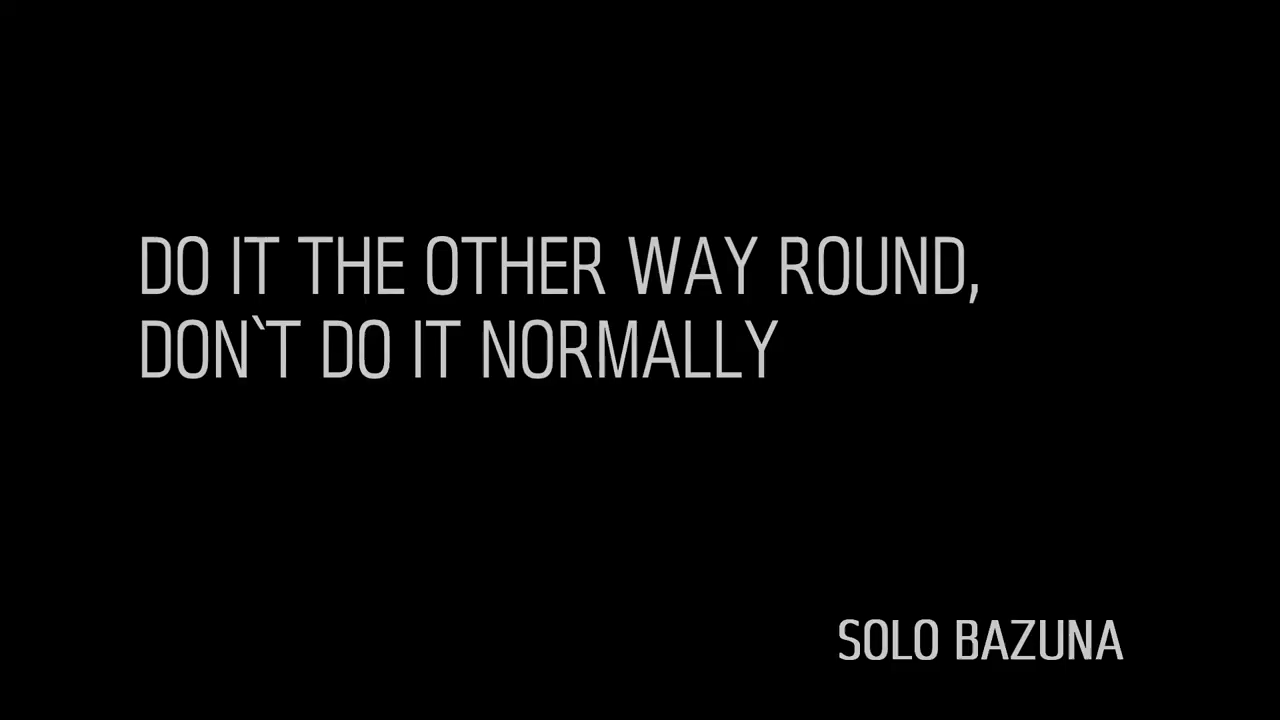 DO IT THE OTHER WAY ROUND,
DON`T DO IT NORMALLY
SOLO BAZUNA